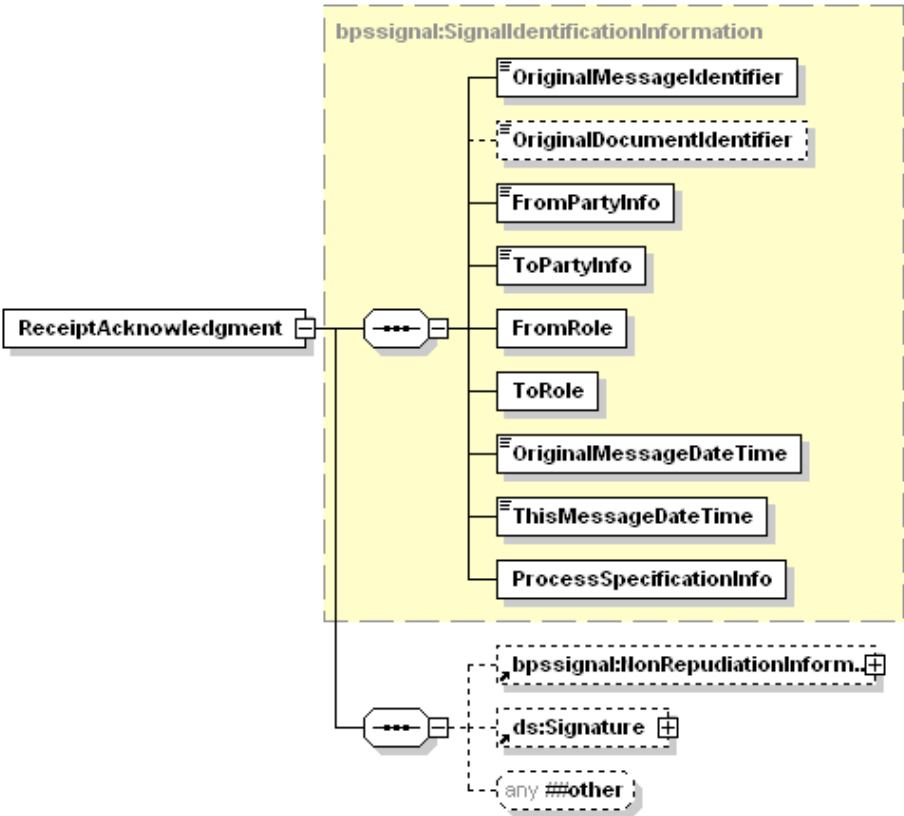 bpssignal:SignalIdentificationInformation
OriginalMessageIdentifier
OriginalDocumentIdentifier
FromPartyInfo
ToPartyInfo
ReceiptAcknowledgment
FromRole
ToRole
OriginalMessageDateTime
ThisMessageDateTime
ProcessSpecificationInfo
bpssignal:NonRepudiationInform..
ds:Signature
any ##other